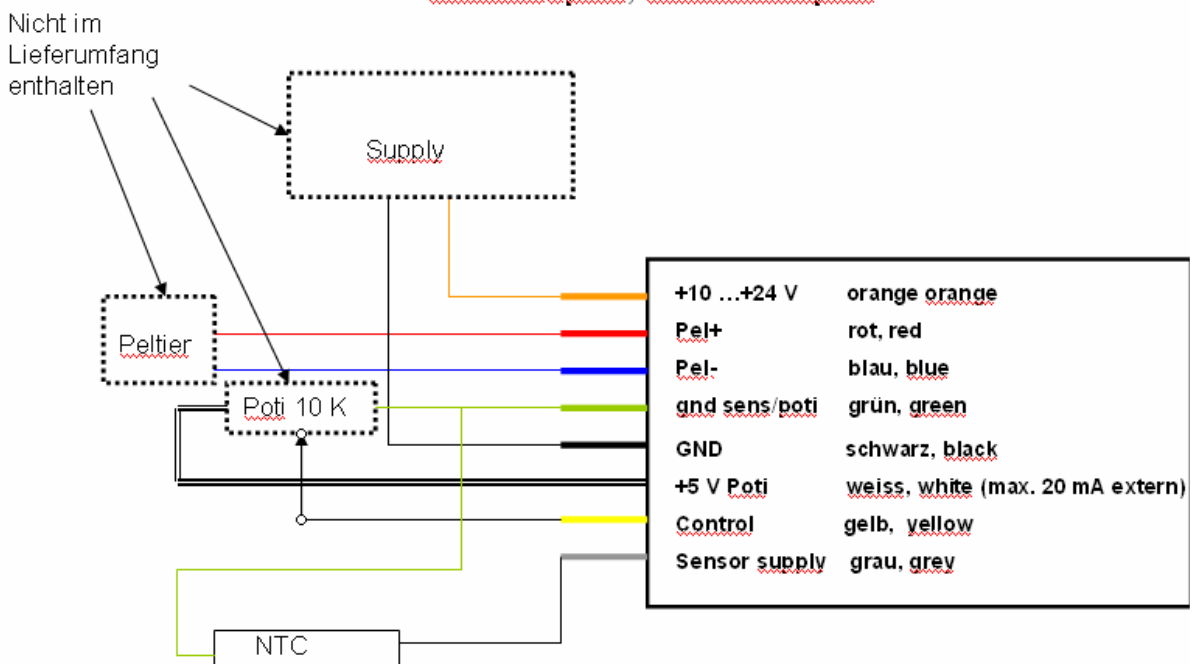 Nicht im
Lieferumfang
enthalten
Supply
Peltier
Poti 10 K
+10 ...+24 V orange orange
Pel+ rot, red
Pel- blau, blue
gnd sens/poti grün, green
GND schwarz, black
+5 V Poti weiss, white (max. 20 mA extern)
Control gelb, yellow
Sensor supply grau, grey
NTC